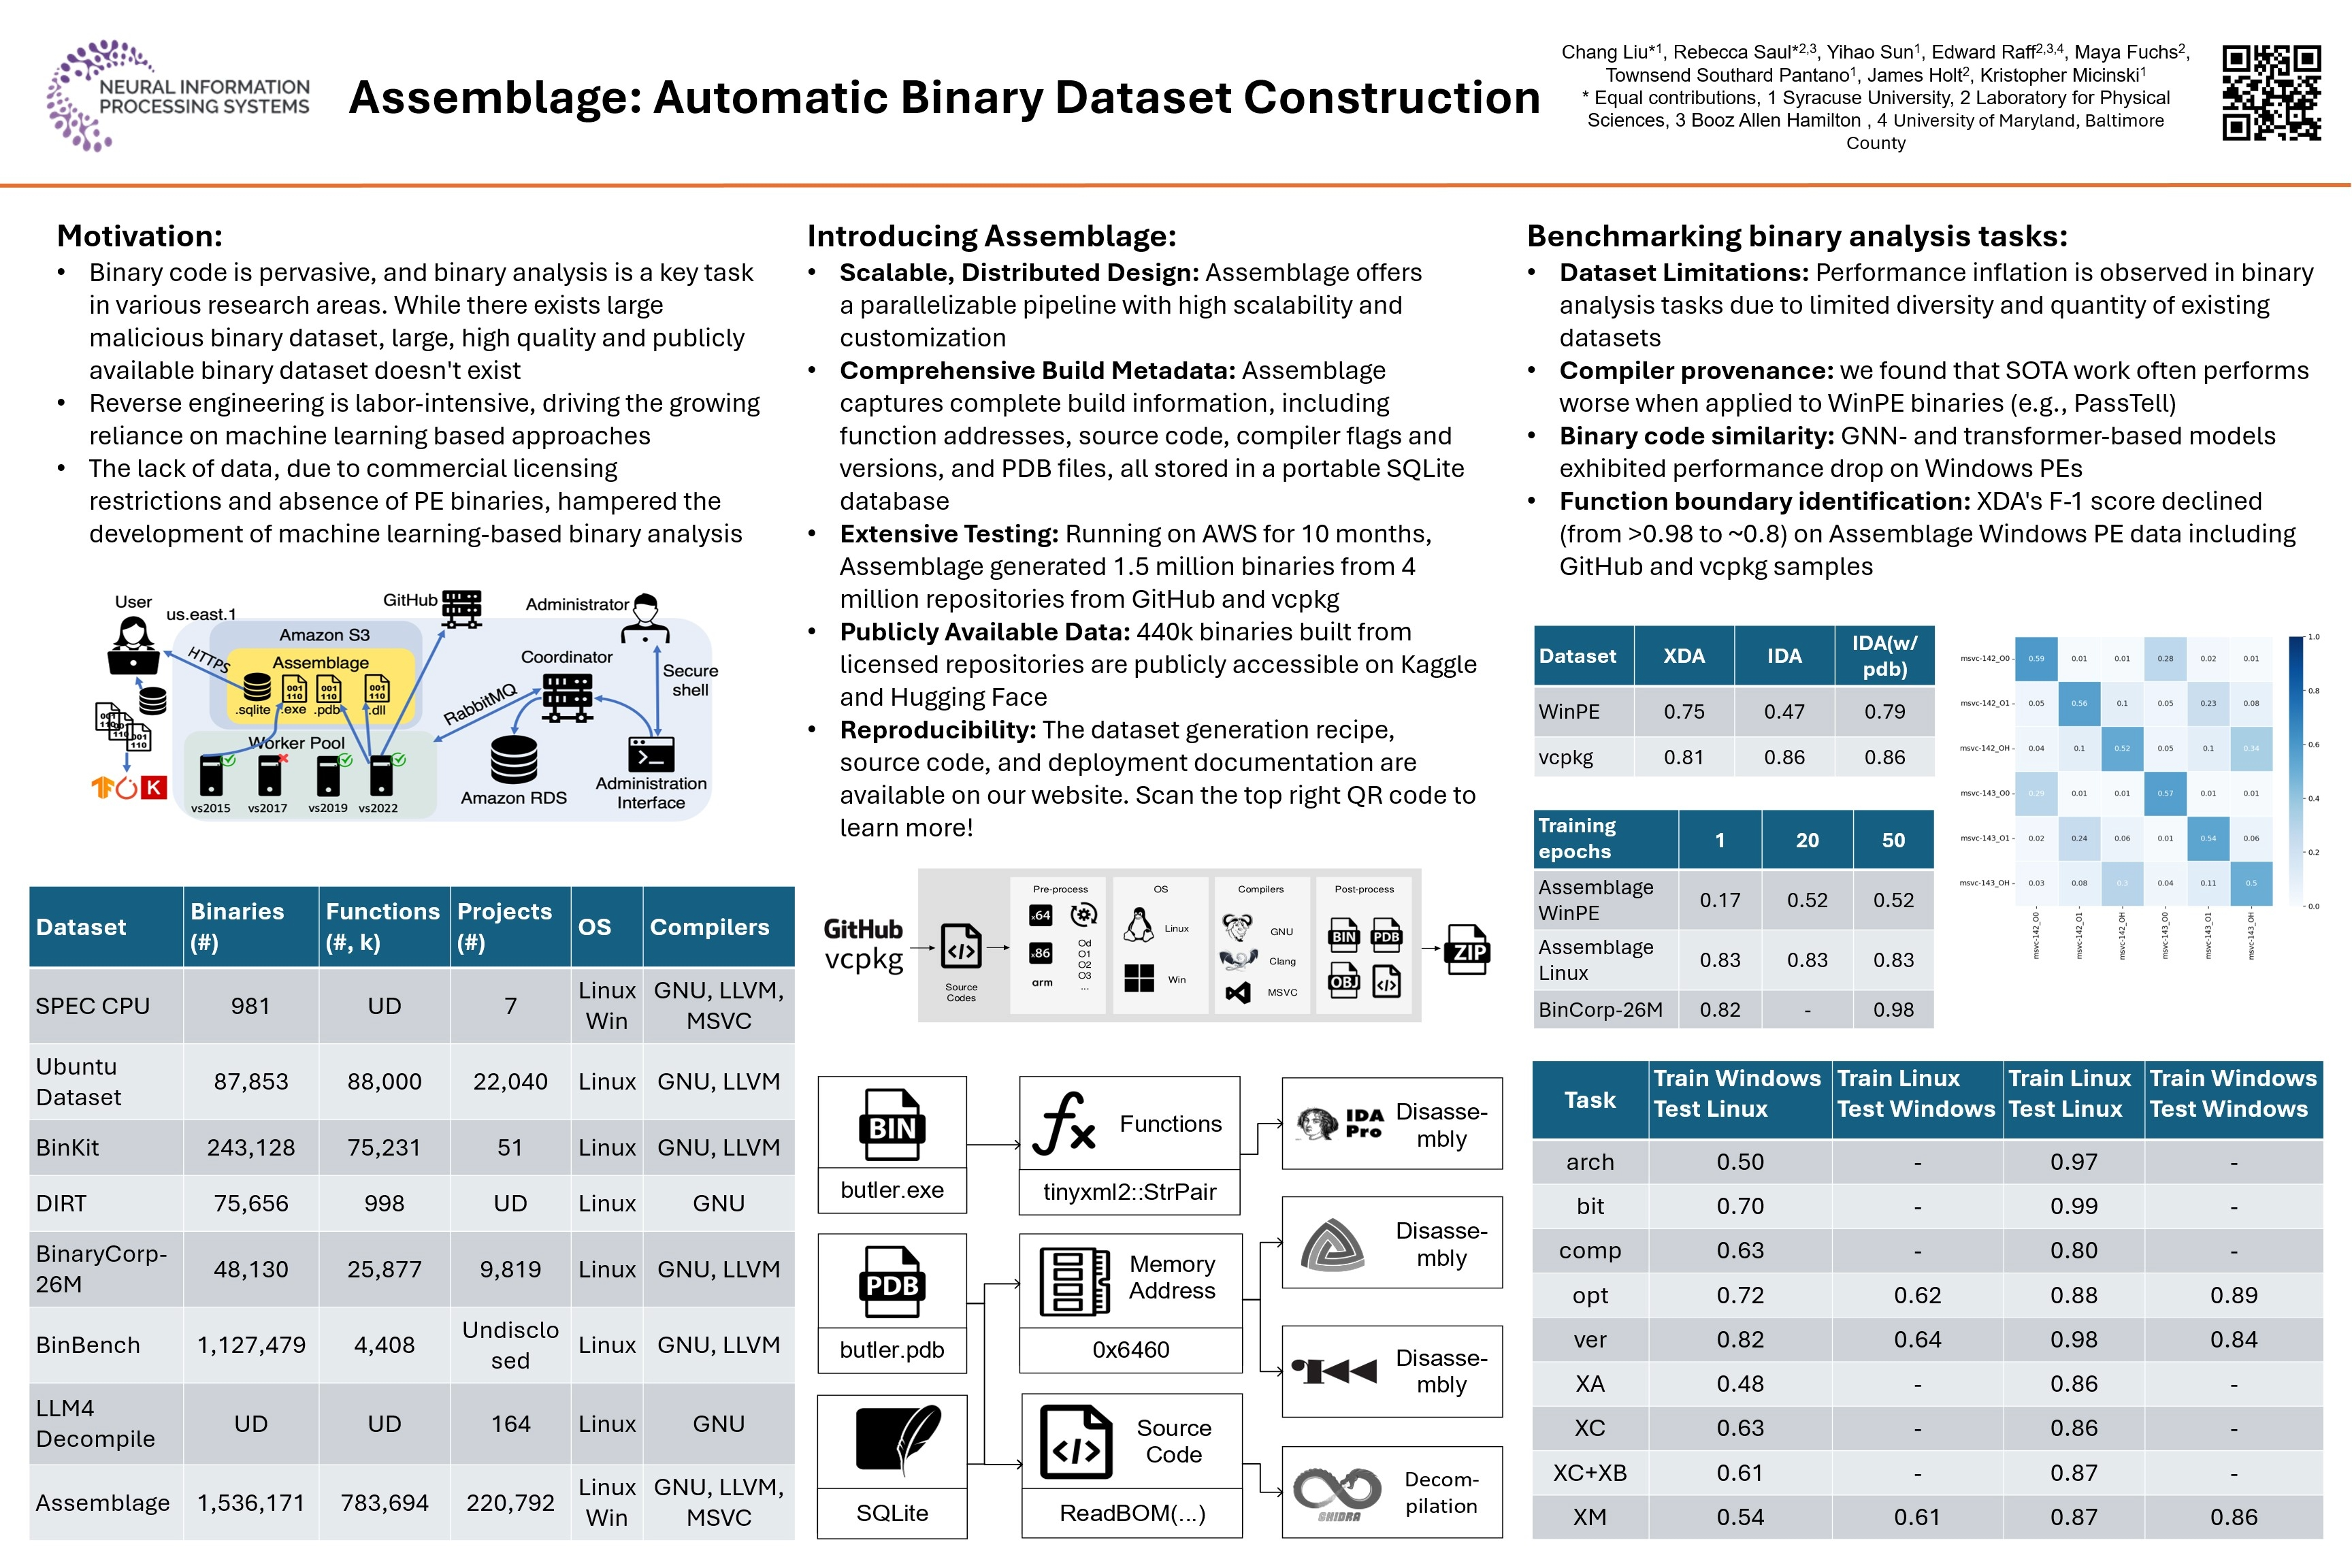 NEURAL INFORMATION
PROCESSING SYSTEMS
Assemblage: Automatic Binary Dataset Construction
Chang Liu*1, Rebecca Saul*2,3, Yihao Sun1, Edward Raff2,3,4, Maya Fuchs2,
Townsend Southard Pantano1, James Holt2, Kristopher Micinski1
* Equal contributions, 1 Syracuse University, 2 Laboratory for Physical
Sciences, 3 Booz Allen Hamilton , 4 University of Maryland, Baltimore
County
Motivation:
• Binary code is pervasive, and binary analysis is a key task
in various research areas. While there exists large
malicious binary dataset, large, high quality and publicly
available binary dataset doesn't exist
• Reverse engineering is labor-intensive, driving the growing
reliance on machine learning based approaches
• The lack of data, due to commercial licensing
restrictions and absence of PE binaries, hampered the
development of machine learning-based binary analysis
User
us.east.1
GitHub
Administrator
Amazon S3
HTTPS
Assemblage
001
110
001
110
001
110
.sqlite .exe .pdb .dll
Coordinator
Secure
shell
RabbitMQ
Worker Pool
vs2015 vs2017 vs2019 vs2022
Amazon RDS
Administration
Interface
K
Dataset Binaries (#) Functions (#, k) Projects (#) OS Compilers
SPEC CPU 981 UD 7 Linux Win GNU, LLVM, MSVC
Ubuntu Dataset 87,853 88,000 22,040 Linux GNU, LLVM
BinKit 243,128 75,231 51 Linux GNU, LLVM
DIRT 75,656 998 UD Linux GNU
BinaryCorp-26M 48,130 25,877 9,819 Linux GNU, LLVM
BinBench 1,127,479 4,408 Undisclosed Linux GNU, LLVM
LLM4 Decompile UD UD 164 Linux GNU
Assemblage 1,536,171 783,694 220,792 Linux Win GNU, LLVM, MSVC
Introducing Assemblage:
• Scalable, Distributed Design: Assemblage offers
a parallelizable pipeline with high scalability and
customization
• Comprehensive Build Metadata: Assemblage
captures complete build information, including
function addresses, source code, compiler flags and
versions, and PDB files, all stored in a portable SQLite
database
• Extensive Testing: Running on AWS for 10 months,
Assemblage generated 1.5 million binaries from 4
million repositories from GitHub and vcpkg
• Publicly Available Data: 440k binaries built from
licensed repositories are publicly accessible on Kaggle
and Hugging Face
• Reproducibility: The dataset generation recipe,
source code, and deployment documentation are
available on our website. Scan the top right QR code to
learn more!
GitHub
vcpkg
Source
Codes
Pre-process
x64
x86
arm
Od
O1
O2
O3
...
OS
Linux
Win
Compilers
GNU
Clang
MSVC
Post-process
BIN PDB
OBJ
ZIP
BIN
butler.exe
PDB
butler.pdb
SQLite
fx Functions
tinyxml2::StrPair
Memory
Address
0x6460
Source
Code
ReadBOM(...)
IDA
Pro
Disasse-
mbly
Disasse-
mbly
Disasse-
mbly
GHIDRA
Decom-
pilation
Benchmarking binary analysis tasks:
• Dataset Limitations: Performance inflation is observed in binary
analysis tasks due to limited diversity and quantity of existing
datasets
• Compiler provenance: we found that SOTA work often performs
worse when applied to WinPE binaries (e.g., PassTell)
• Binary code similarity: GNN- and transformer-based models
exhibited performance drop on Windows PEs
• Function boundary identification: XDA's F-1 score declined
(from >0.98 to ~0.8) on Assemblage Windows PE data including
GitHub and vcpkg samples
Dataset XDA IDA IDA(w/ pdb)
WinPE 0.75 0.47 0.79
vcpkg 0.81 0.86 0.86
Training epochs 1 20 50
Assemblage WinPE 0.17 0.52 0.52
Assemblage Linux 0.83 0.83 0.83
BinCorp-26M 0.82 - 0.98
msvc-142_O0 0.59 0.01 0.01 0.28 0.02 0.01
msvc-142_O1 0.05 0.56 0.1 0.05 0.23 0.08
msvc-142_OH 0.04 0.1 0.52 0.05 0.1 0.34
msvc-143_O0 0.29 0.01 0.01 0.57 0.01 0.01
msvc-143_O1 0.02 0.24 0.06 0.01 0.54 0.06
msvc-143_OH 0.03 0.08 0.3 0.04 0.11 0.5
msvc-142_O0 msvc-142_O1 msvc-142_OH msvc-143_O0 msvc-143_O1 msvc-143_OH
1.0
0.8
0.6
0.4
0.2
0.0
Task Train Windows Test Linux Train Linux Test Windows Train Linux Test Linux Train Windows Test Windows
arch 0.50 - 0.97 -
bit 0.70 - 0.99 -
comp 0.63 - 0.80 -
opt 0.72 0.62 0.88 0.89
ver 0.82 0.64 0.98 0.84
XA 0.48 - 0.86 -
XC 0.63 - 0.86 -
XC+XB 0.61 - 0.87 -
XM 0.54 0.61 0.87 0.86